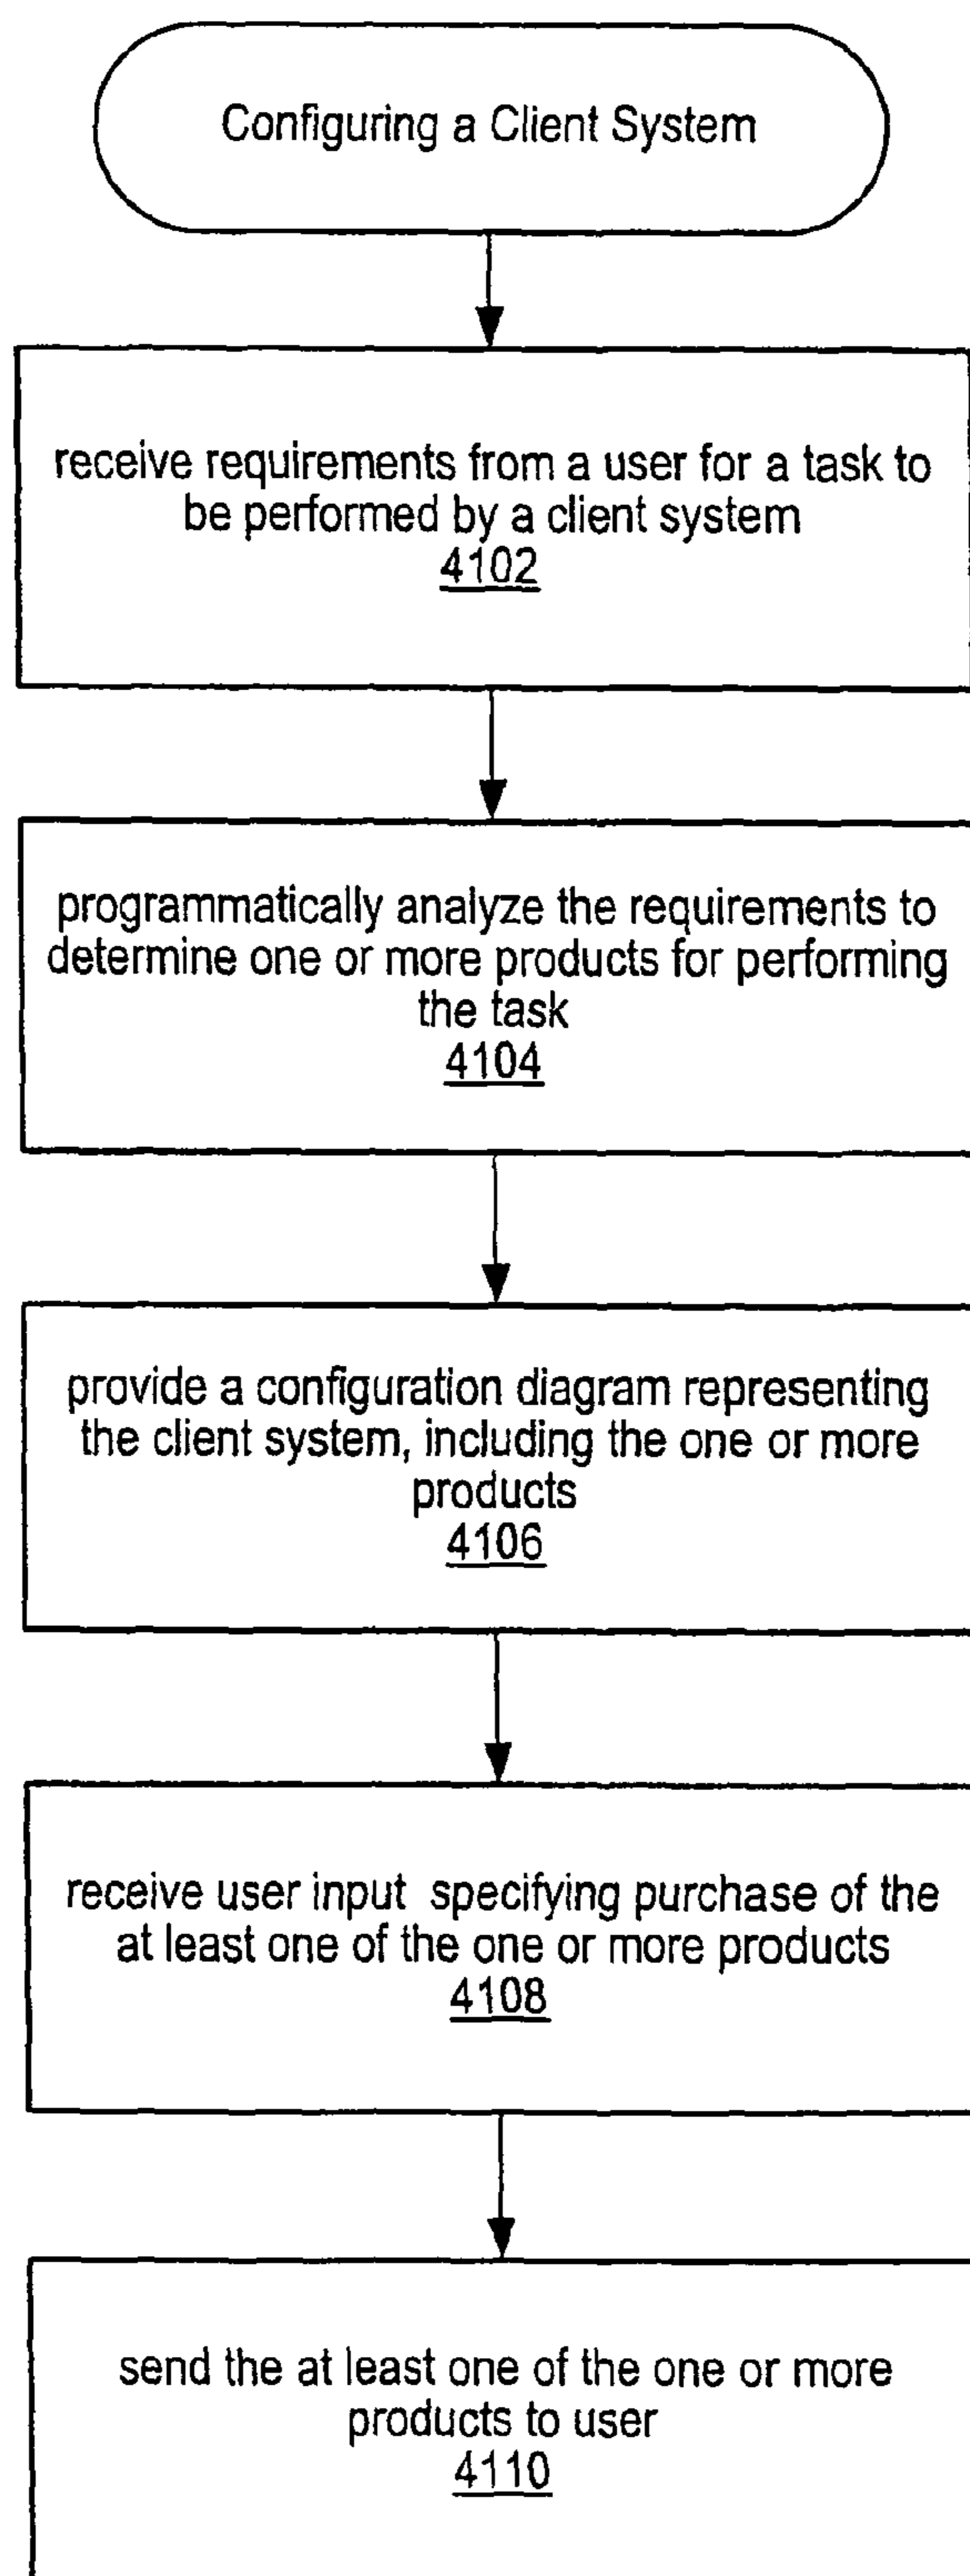 Configuring a Client System
receive requirements from a user for a task to
be performed by a client system
4102
programmatically analyze the requirements to
determine one or more products for performing
the task
4104
provide a configuration diagram representing
the client system, including the one or more
products
4106
receive user input specifying purchase of the
at least one of the one or more products
4108
send the at least one of the one or more
products to user
4110